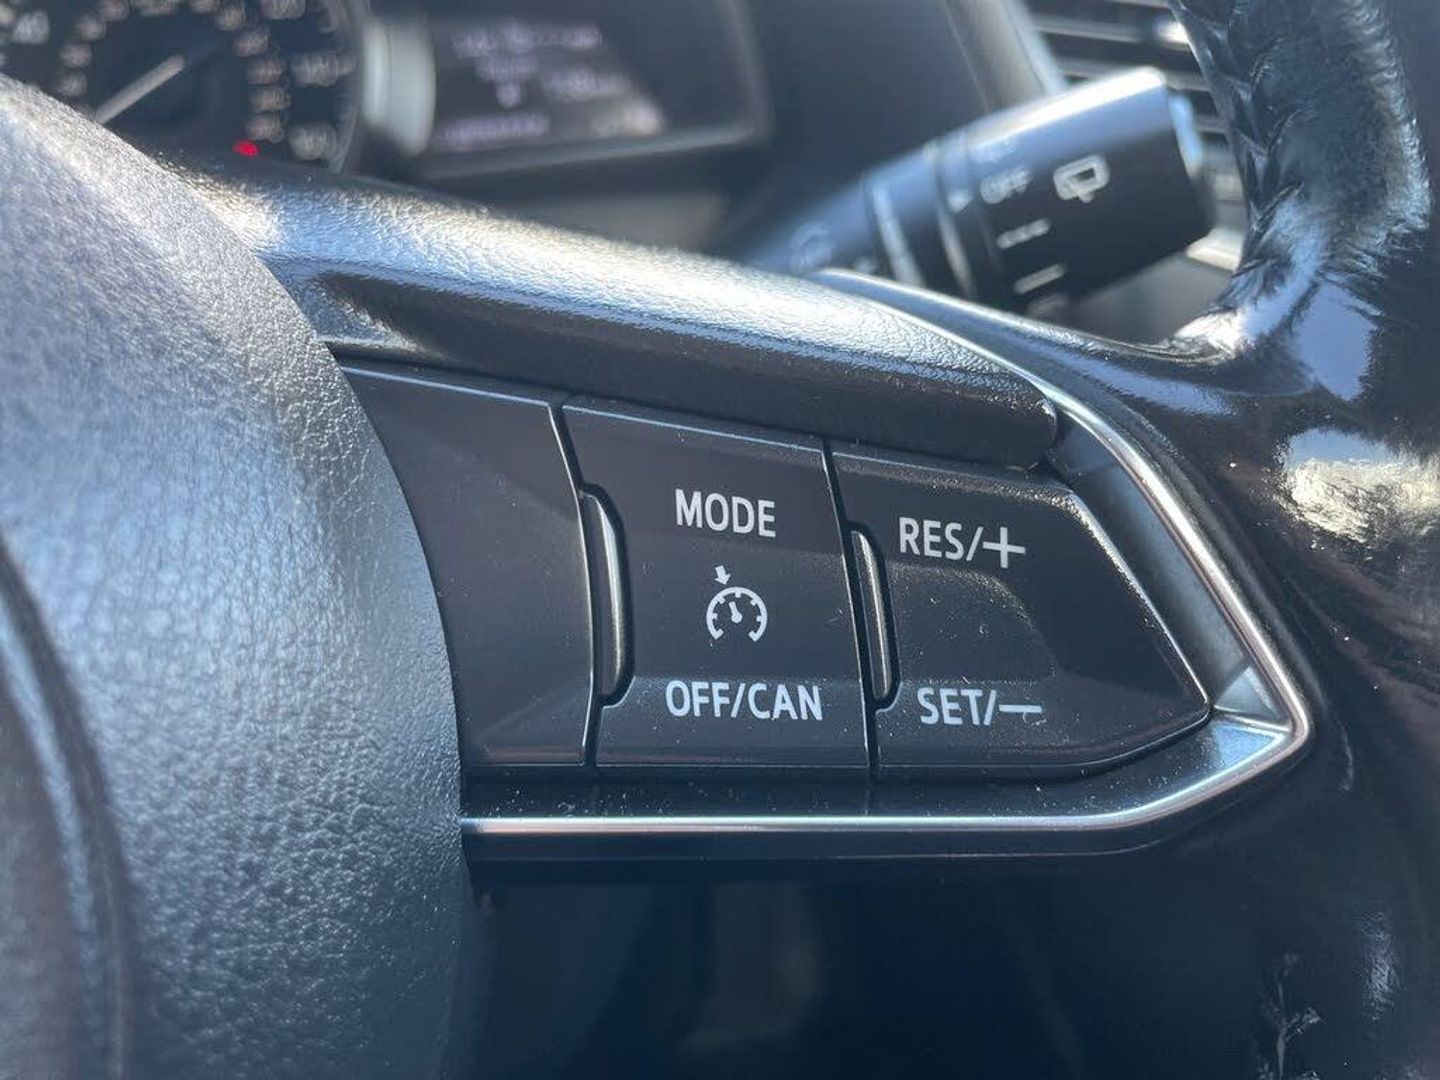 OFF
MODE
RES/+
OFF/CAN
SET/−